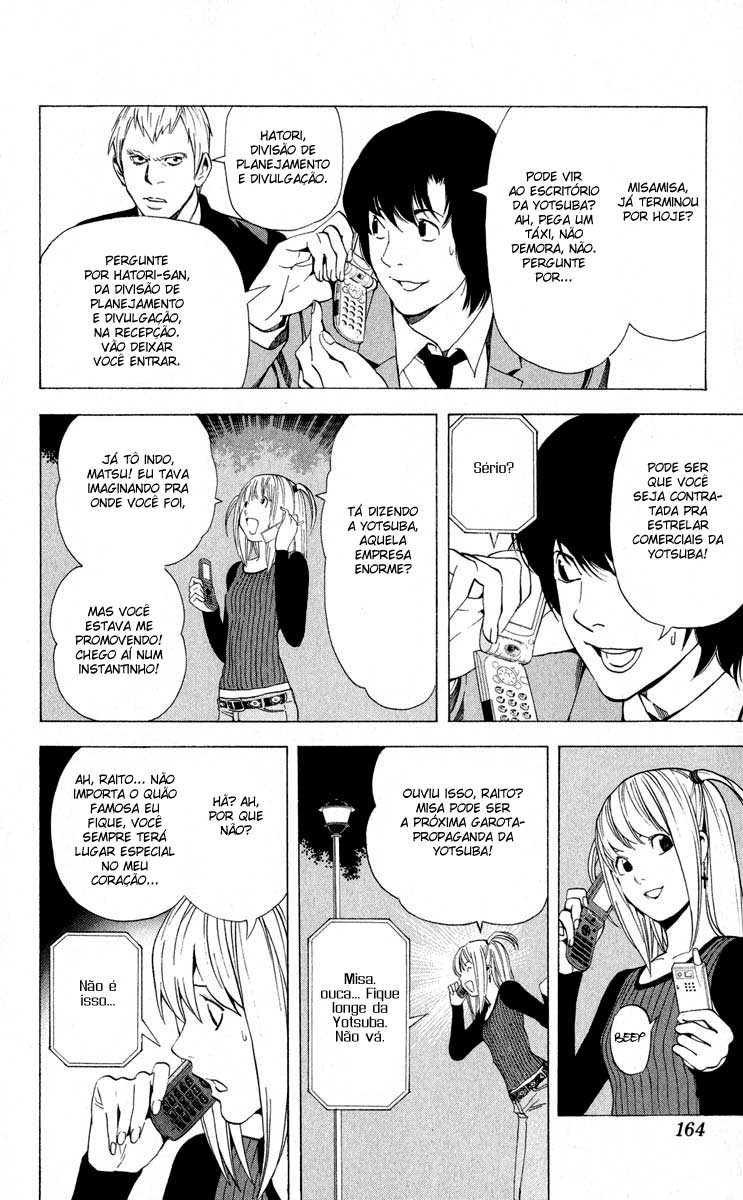 MISAMISA,
JÁ TERMINOU
POR HOJE?
PODE VIR
AO ESCRITÓRIO
DA YOTSUBA?
AH, PEGA UM
TÁXI, NÃO
DEMORA, NÃO.
PERGUNTE
POR...
HATORI,
DIVISÃO DE
PLANEJAMENTO
E DIVULGAÇÃO.
PERGUNTE
POR HATORI-SAN,
DA DIVISÃO DE
PLANEJAMENTO
E DIVULGAÇÃO,
NA RECEPÇÃO.
VÃO DEIXAR
VOCÊ ENTRAR.
PODE SER
QUE VOCÊ
SEJA CONTRA-
TADA PRA
ESTRELAR
COMERCIAIS DA
YOTSUBA!
Sério?
TÁ DIZENDO
A YOTSUBA,
AQUELA
EMPRESA
ENORME?
JÁ TÔ INDO,
MATSU! EU TAVA
IMAGINANDO PRA
ONDE VOCÊ FOI,
MAS VOCÊ
ESTAVA ME
PROMOVENDO!
CHEGO AÍ NUM
INSTANTINHO!
BEEP
OUVIU ISSO, RAITO?
MISA PODE SER
A PRÓXIMA GAROTA-
PROPAGANDA DA
YOTSUBA!
Misa,
ouca... Fique
longe da
Yotsuba.
Não vá.
HÃ? AH,
POR QUE
NÃO?
AH, RAITO... NÃO
IMPORTA O QUÃO
FAMOSA EU
FIQUE, VOCÊ
SEMPRE TERÁ
LUGAR ESPECIAL
NO MEU
CORAÇÃO...
Não é
isso...
164